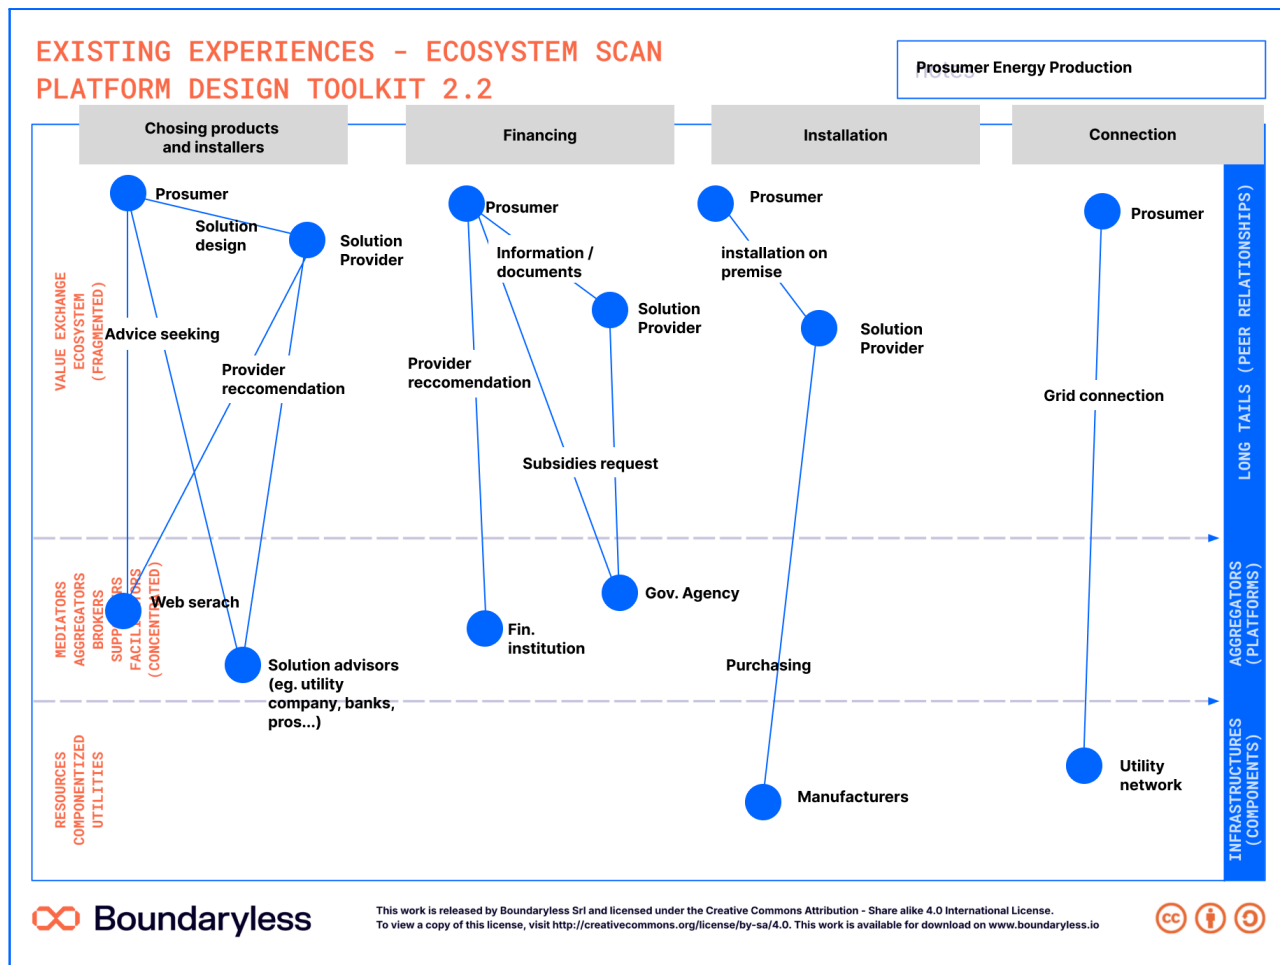 EXISTING EXPERIENCES - ECOSYSTEM SCAN
PLATFORM DESIGN TOOLKIT 2.2
notes
Prosumer Energy Production
Chosing products
and installers
Financing
Installation
Connection
Prosumer
Solution
design
Solution
Provider
Advice seeking
Provider
reccomendation
Web serach
Solution advisors
(eg. utility
company, banks,
pros...)
Prosumer
Information /
documents
Solution
Provider
Provider
reccomendation
Subsidies request
Gov. Agency
Fin.
institution
Prosumer
installation on
premise
Solution
Provider
Purchasing
Manufacturers
Prosumer
Grid connection
Utility
network
VALUE EXCHANGE
ECOSYSTEM
(FRAGMENTED)
MEDIATORS
AGGREGATORS
BROKERS
SUPPORTERS
FACILITATORS
(CONCENTRATED)
RESOURCES
COMPONENTIZED
UTILITIES
LONG TAILS (PEER RELATIONSHIPS)
AGGREGATORS
(PLATFORMS)
INFRASTRUCTURES
(COMPONENTS)
Boundaryless
This work is released by Boundaryless Srl and licensed under the Creative Commons Attribution - Share alike 4.0 International License.
To view a copy of this license, visit http://creativecommons.org/license/by-sa/4.0. This work is available for download on www.boundaryless.io
cc